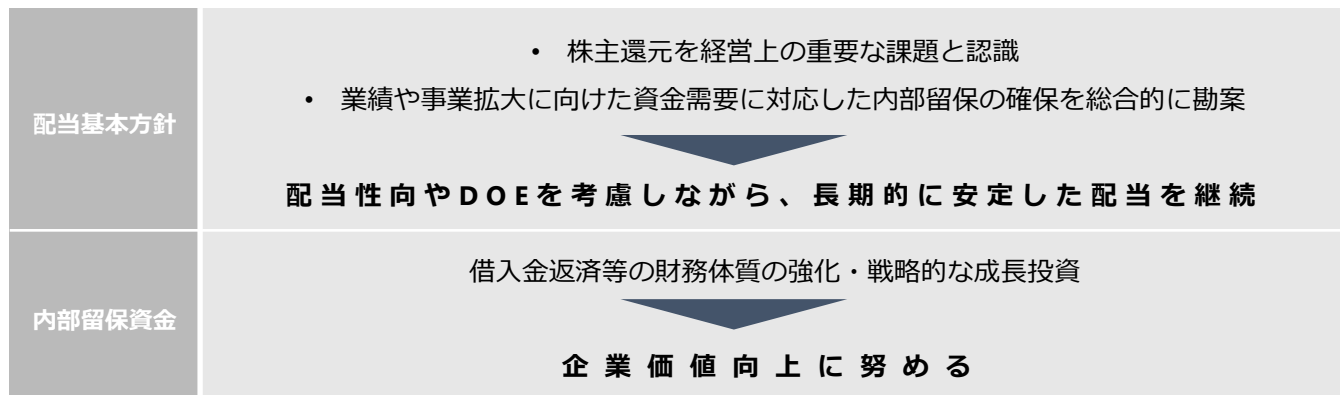 配当基本方針
• 株主還元を経営上の重要な課題と認識
• 業績や事業拡大に向けた資金需要に対応した内部留保の確保を総合的に勘案
配当性向やDOEを考慮しながら、長期的に安定した配当を継続
内部留保資金
借入金返済等の財務体質の強化・戦略的な成長投資
企業価値向上に努める